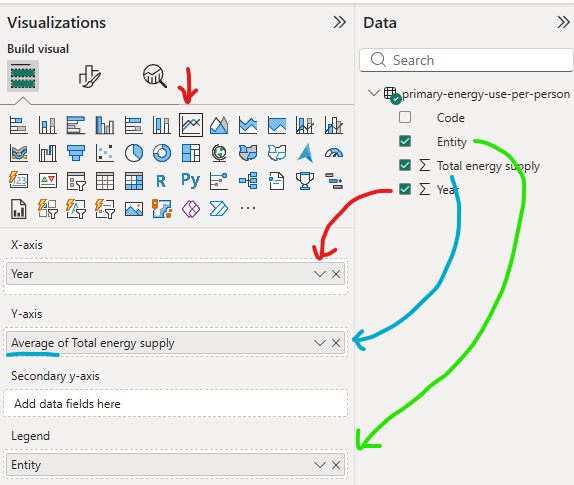 Visualizations
Build visual
R
Py
123
X-axis
Year
Y-axis
Average of Total energy supply
Secondary y-axis
Add data fields here
Legend
Entity
Data
Search
primary-energy-use-per-person
Code
Entity
Σ Total energy supply
Σ Year